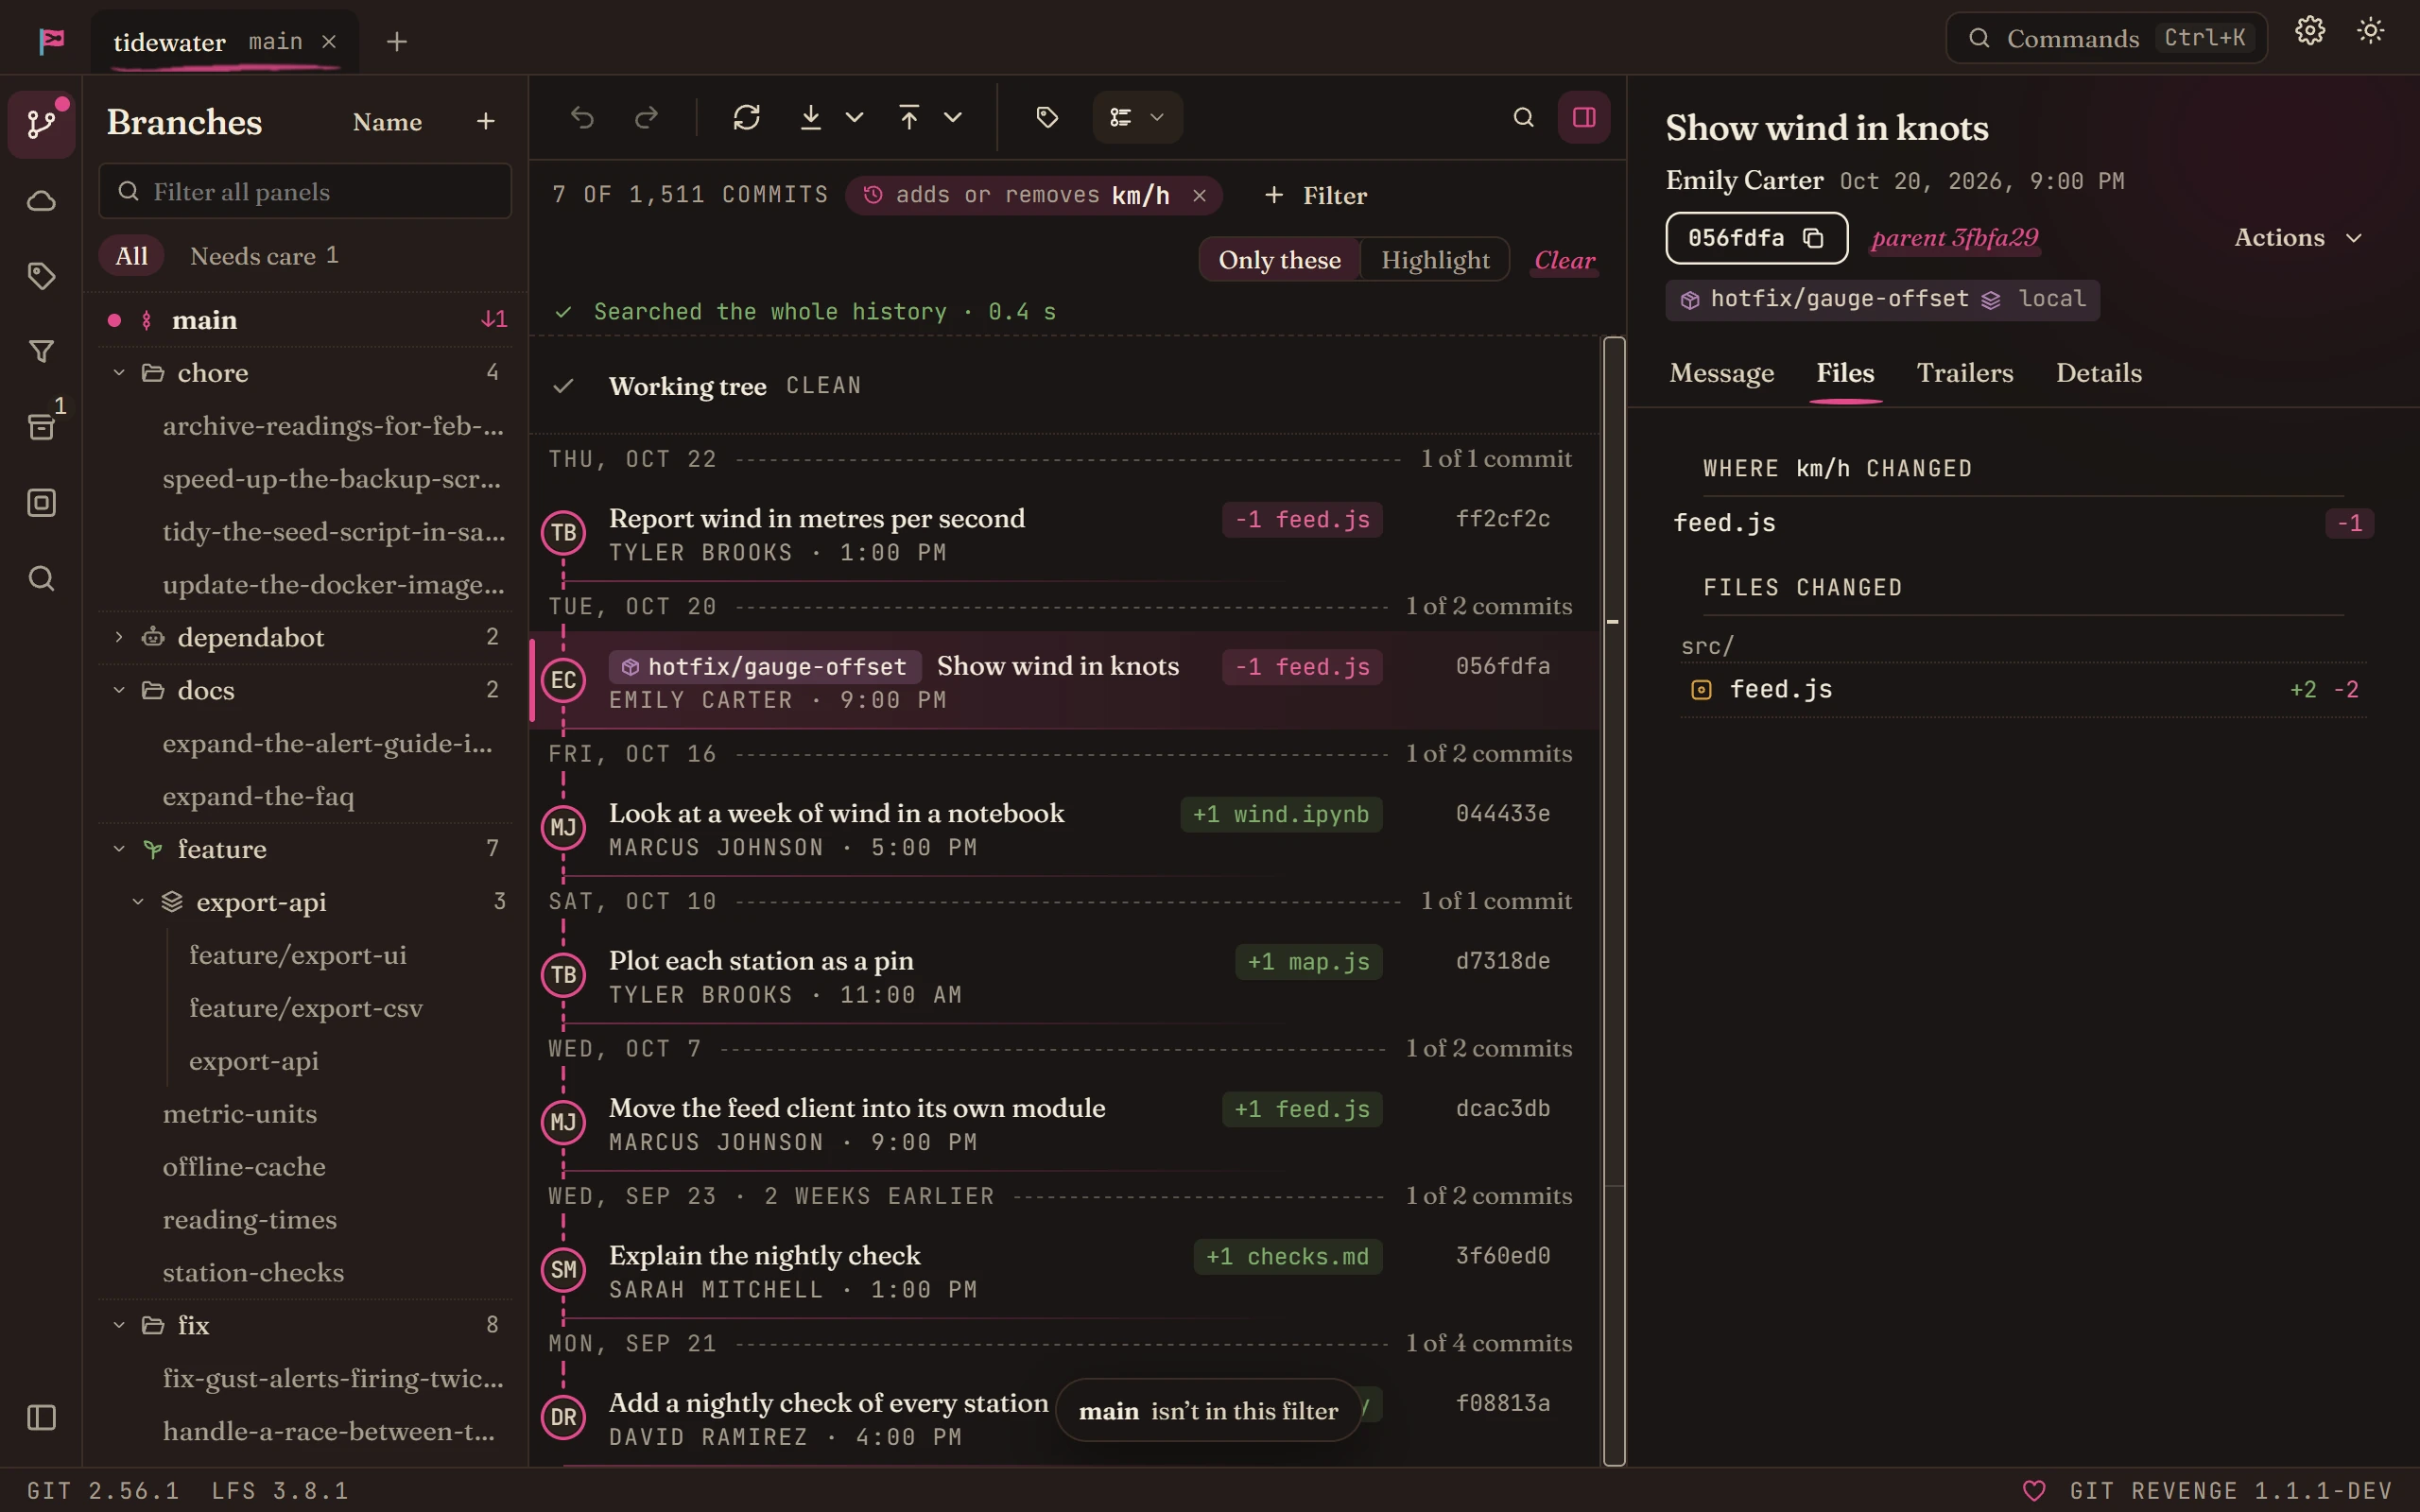 tidewater main
Commands Ctrl+K
Branches Name
Filter all panels
All Needs care 1
main ↓1
chore 4
archive-readings-for-feb-...
speed-up-the-backup-scr...
tidy-the-seed-script-in-sa...
update-the-docker-image...
dependabot 2
docs 2
expand-the-alert-guide-i...
expand-the-faq
feature 7
export-api 3
feature/export-ui
feature/export-csv
export-api
metric-units
offline-cache
reading-times
station-checks
fix 8
fix-gust-alerts-firing-twic...
handle-a-race-between-t...
1
7 OF 1,511 COMMITS adds or removes km/h × + Filter
Only these Highlight Clear
Searched the whole history · 0.4 s
Working tree CLEAN
THU, OCT 22 1 of 1 commit
TB Report wind in metres per second -1 feed.js ff2cf2c
TYLER BROOKS · 1:00 PM
TUE, OCT 20 1 of 2 commits
EC hotfix/gauge-offset Show wind in knots -1 feed.js 056fdfa
EMILY CARTER · 9:00 PM
FRI, OCT 16 1 of 2 commits
MJ Look at a week of wind in a notebook +1 wind.ipynb 044433e
MARCUS JOHNSON · 5:00 PM
SAT, OCT 10 1 of 1 commit
TB Plot each station as a pin +1 map.js d7318de
TYLER BROOKS · 11:00 AM
WED, OCT 7 1 of 2 commits
MJ Move the feed client into its own module +1 feed.js dcac3db
MARCUS JOHNSON · 9:00 PM
WED, SEP 23 · 2 WEEKS EARLIER 1 of 2 commits
SM Explain the nightly check +1 checks.md 3f60ed0
SARAH MITCHELL · 1:00 PM
MON, SEP 21 1 of 4 commits
DR Add a nightly check of every station f08813a
DAVID RAMIREZ · 4:00 PM
main isn't in this filter
Show wind in knots
Emily Carter Oct 20, 2026, 9:00 PM
056fdfa parent 3fbfa29 Actions
hotfix/gauge-offset local
Message Files Trailers Details
WHERE km/h CHANGED
feed.js -1
FILES CHANGED
src/
feed.js +2 -2
GIT 2.56.1 LFS 3.8.1
GIT REVENGE 1.1.1-DEV